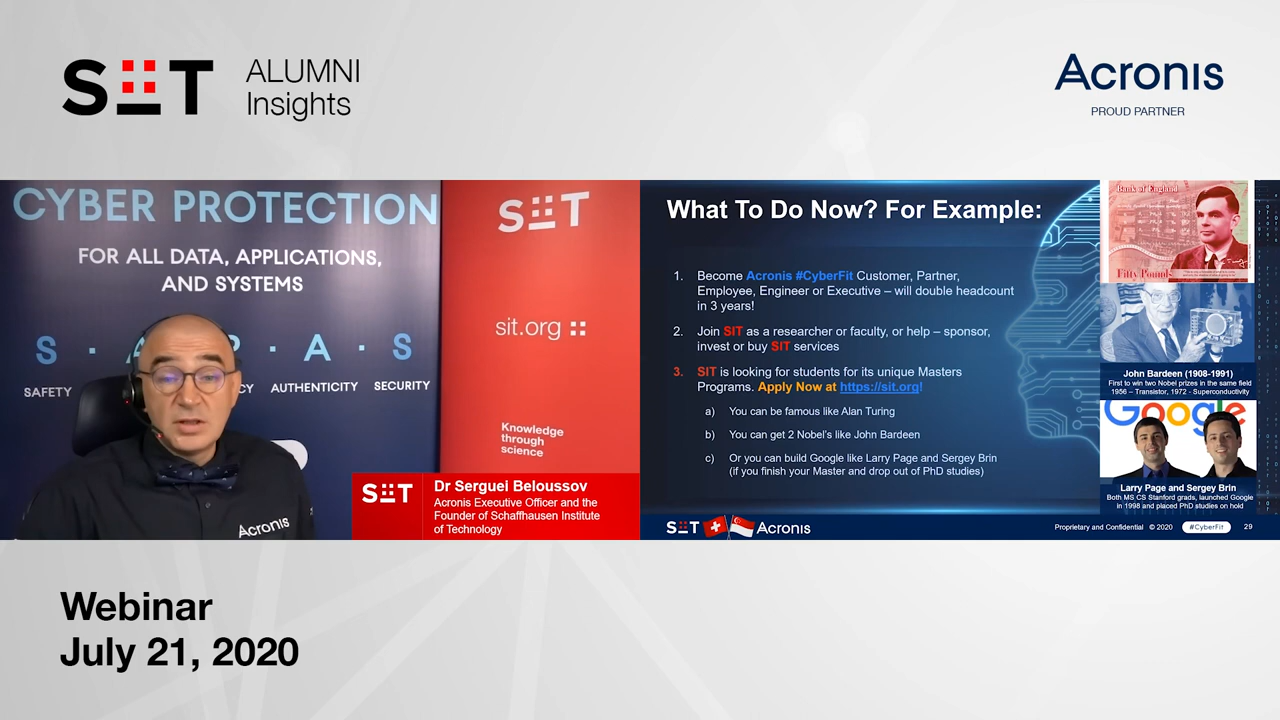 SIT
ALUMNI
Insights
Acronis
PROUD PARTNER
CYBER PROTECTION
FOR ALL DATA, APPLICATIONS,
AND SYSTEMS
S · A · P · A · S
SAFETY
AUTHENTICITY
SECURITY
SIT
sit.org
Knowledge
through
science
Acronis
SIT
Dr Serguei Beloussov
Acronis Executive Officer and the
Founder of Schaffhausen Institute
of Technology
What To Do Now? For Example:
1. Become Acronis #CyberFit Customer, Partner,
Employee, Engineer or Executive – will double headcount
in 3 years!
2. Join SIT as a researcher or faculty, or help – sponsor,
invest or buy SIT services
3. SIT is looking for students for its unique Masters
Programs. Apply Now at https://sit.org!
a) You can be famous like Alan Turing
b) You can get 2 Nobel's like John Bardeen
c) Or you can build Google like Larry Page and Sergey Brin
(if you finish your Master and drop out of PhD studies)
Bank of England
Fifty Pounds
John Bardeen (1908-1991)
First to win two Nobel prizes in the same field
1956 – Transistor, 1972 - Superconductivity
Google
Larry Page and Sergey Brin
Both MS CS Stanford grads, launched Google
in 1998 and placed PhD studies on hold
SIT
Acronis
Proprietary and Confidential © 2020
#CyberFit
29
Webinar
July 21, 2020